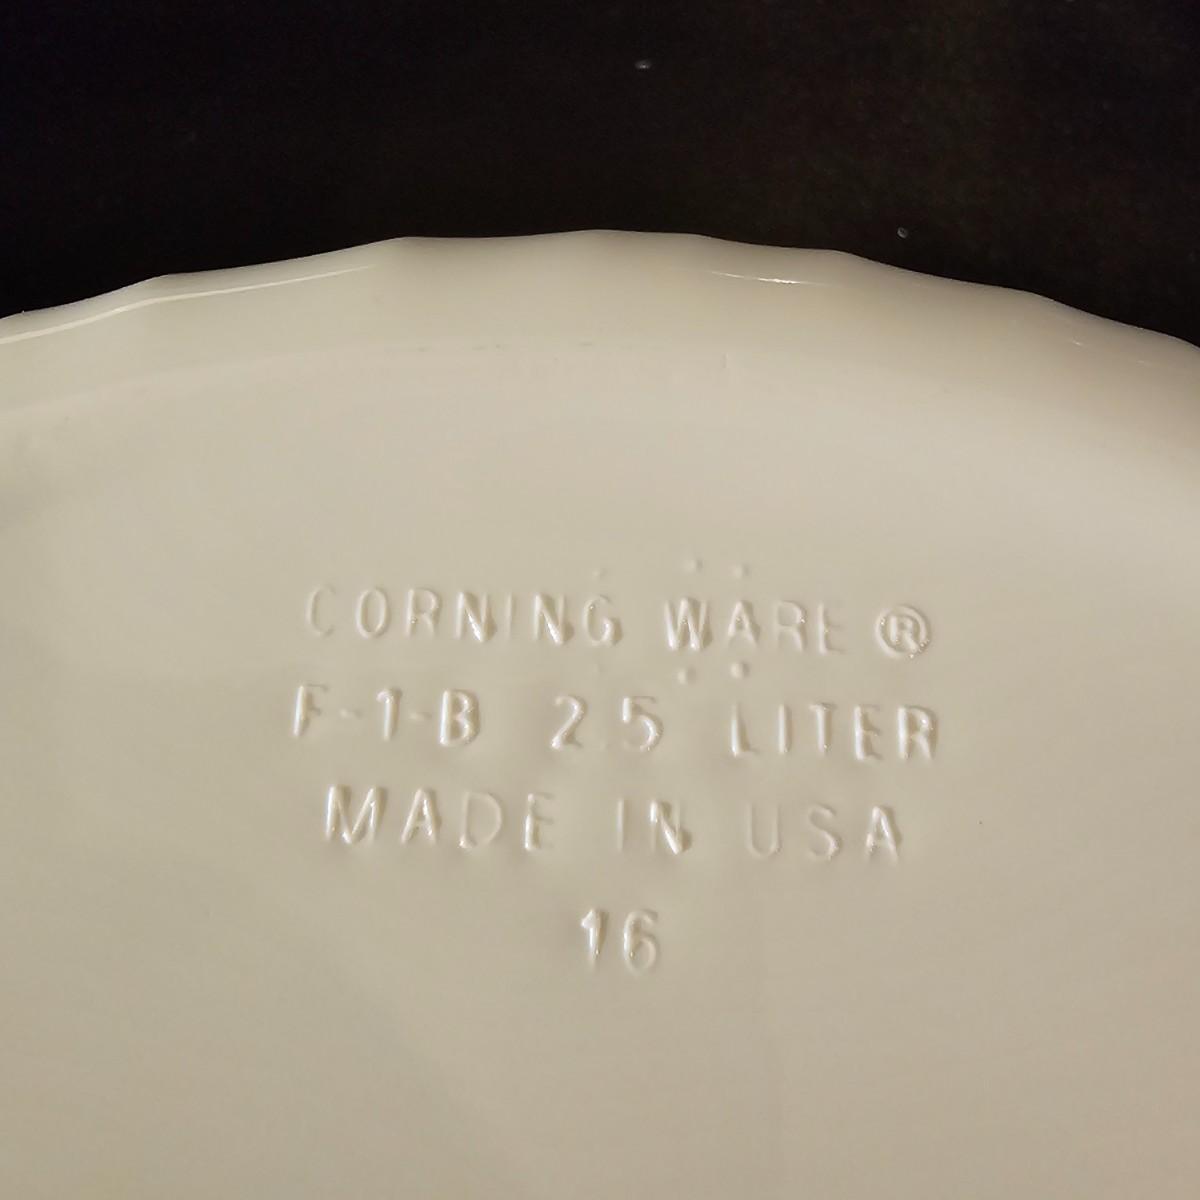 CORNING WARE ®
F-1-B 2.5 LITER
MADE IN USA
16